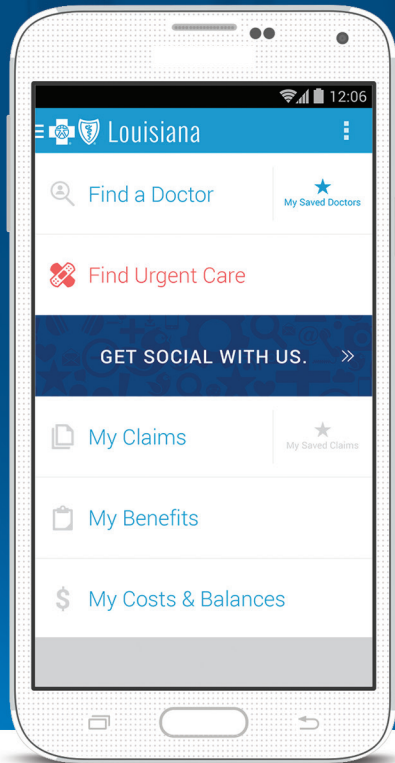 12:06
Louisiana
Find a Doctor
My Saved Doctors
Find Urgent Care
GET SOCIAL WITH US. »
My Claims
My Saved Claims
My Benefits
$ My Costs & Balances